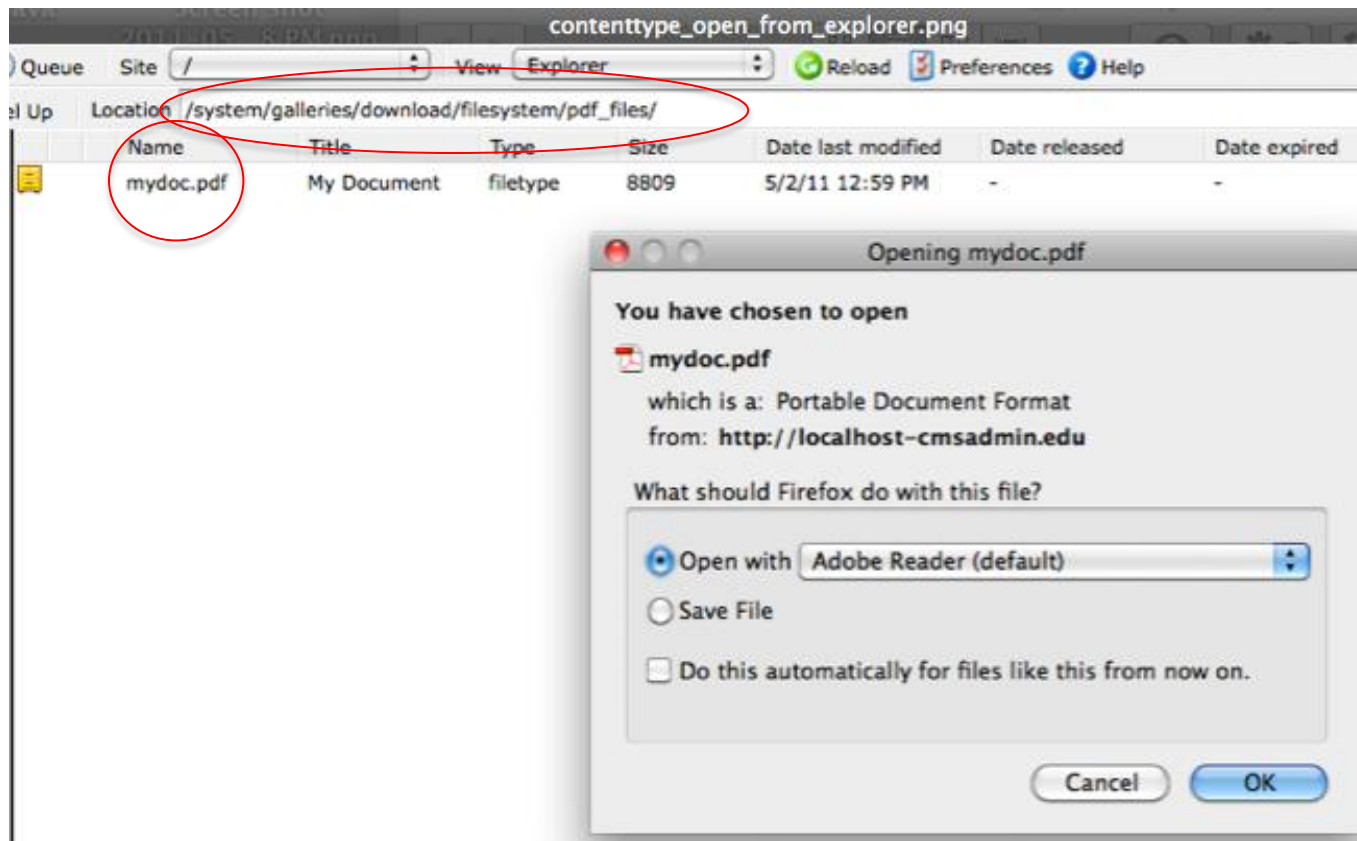 contenttype_open_from_explorer.png
Queue Site / View Explorer Reload Preferences Help
el Up Location /system/galleries/download/filesystem/pdf_files/
Name Title Type Size Date last modified Date released Date expired
mydoc.pdf My Document filetype 8809 5/2/11 12:59 PM - -
Opening mydoc.pdf
You have chosen to open
mydoc.pdf
which is a: Portable Document Format
from: http://localhost-cmsadmin.edu
What should Firefox do with this file?
Open with Adobe Reader (default)
Save File
Do this automatically for files like this from now on.
Cancel OK